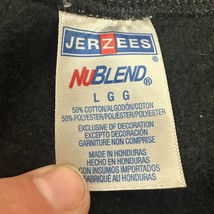 JERZEES®
NUBLEND®
L G G
50% COTTON/ALGODÓN/COTON
50% POLYESTER/POLIÉSTER/POLYESTER
EXCLUSIVE OF DECORATION
EXCEPTO DECORACIÓN
GARNITURE NON COMPRISE
MADE IN HONDURAS
HECHO EN HONDURAS
CON INSUMOS IMPORTADOS
FABRIQUÉ AU HONDURAS